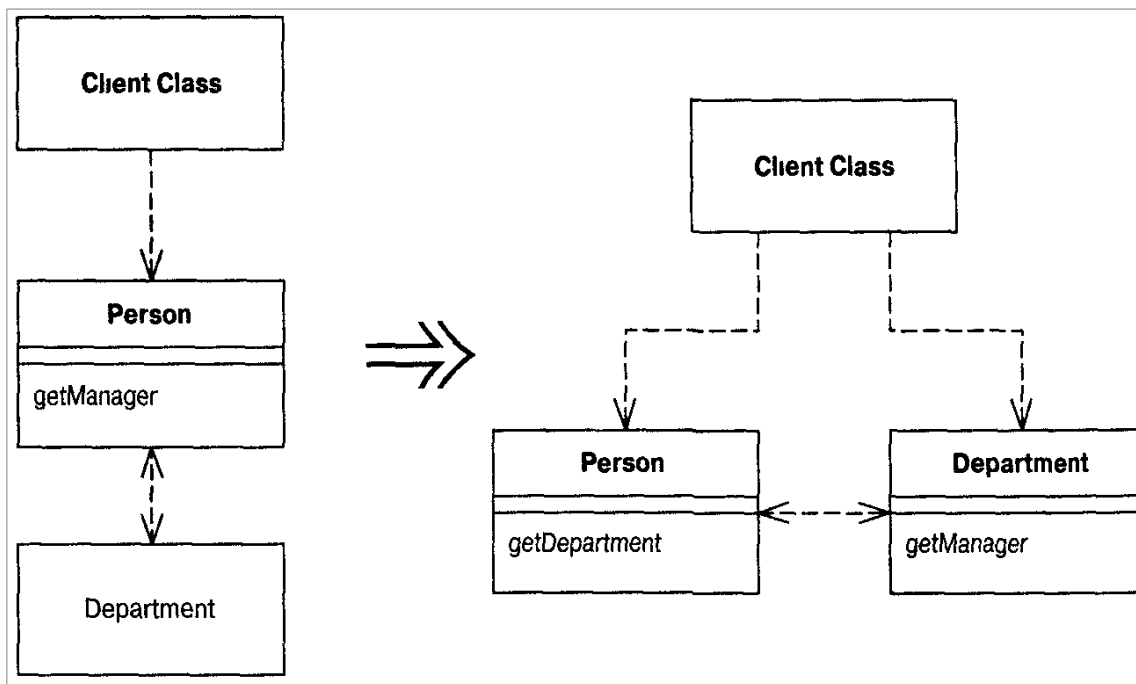 Client Class
Person
getManager
Department
Client Class
Person
getDepartment
Department
getManager